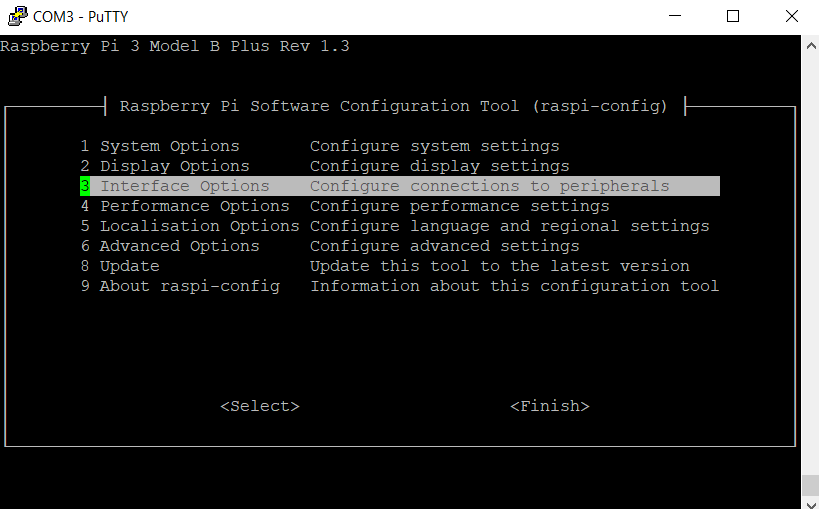 COM3 - PuTTY
Raspberry Pi 3 Model B Plus Rev 1.3
Raspberry Pi Software Configuration Tool (raspi-config)
1 System Options Configure system settings
2 Display Options Configure display settings
3 Interface Options Configure connections to peripherals
4 Performance Options Configure performance settings
5 Localisation Options Configure language and regional settings
6 Advanced Options Configure advanced settings
8 Update Update this tool to the latest version
9 About raspi-config Information about this configuration tool
<Select> <Finish>